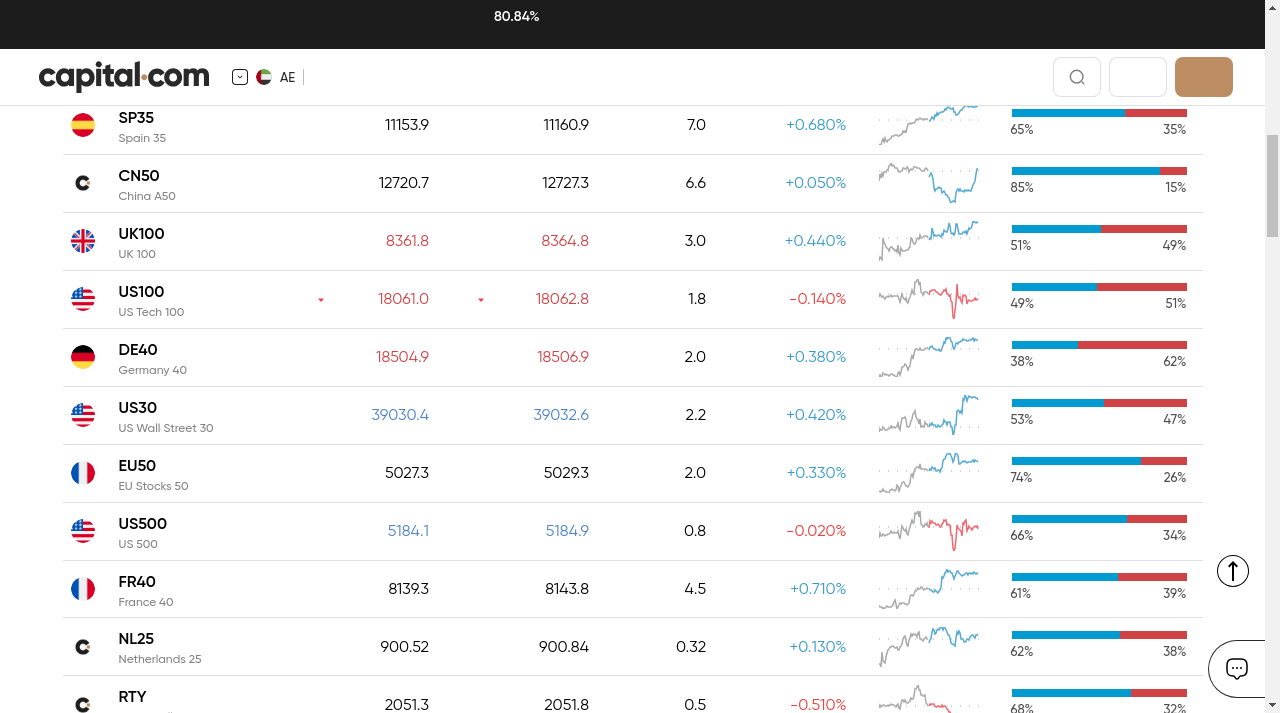 80.84%
capital.com
AE
SP35 11153.9 11160.9 7.0 +0.680% 65% 35%
Spain 35
CN50 12720.7 12727.3 6.6 +0.050% 85% 15%
China A50
UK100 8361.8 8364.8 3.0 +0.440% 51% 49%
UK 100
US100 18061.0 18062.8 1.8 -0.140% 49% 51%
US Tech 100
DE40 18504.9 18506.9 2.0 +0.380% 38% 62%
Germany 40
US30 39030.4 39032.6 2.2 +0.420% 53% 47%
US Wall Street 30
EU50 5027.3 5029.3 2.0 +0.330% 74% 26%
EU Stocks 50
US500 5184.1 5184.9 0.8 -0.020% 66% 34%
US 500
FR40 8139.3 8143.8 4.5 +0.710% 61% 39%
France 40
NL25 900.52 900.84 0.32 +0.130% 62% 38%
Netherlands 25
RTY 2051.3 2051.8 0.5 -0.510% 68% 32%